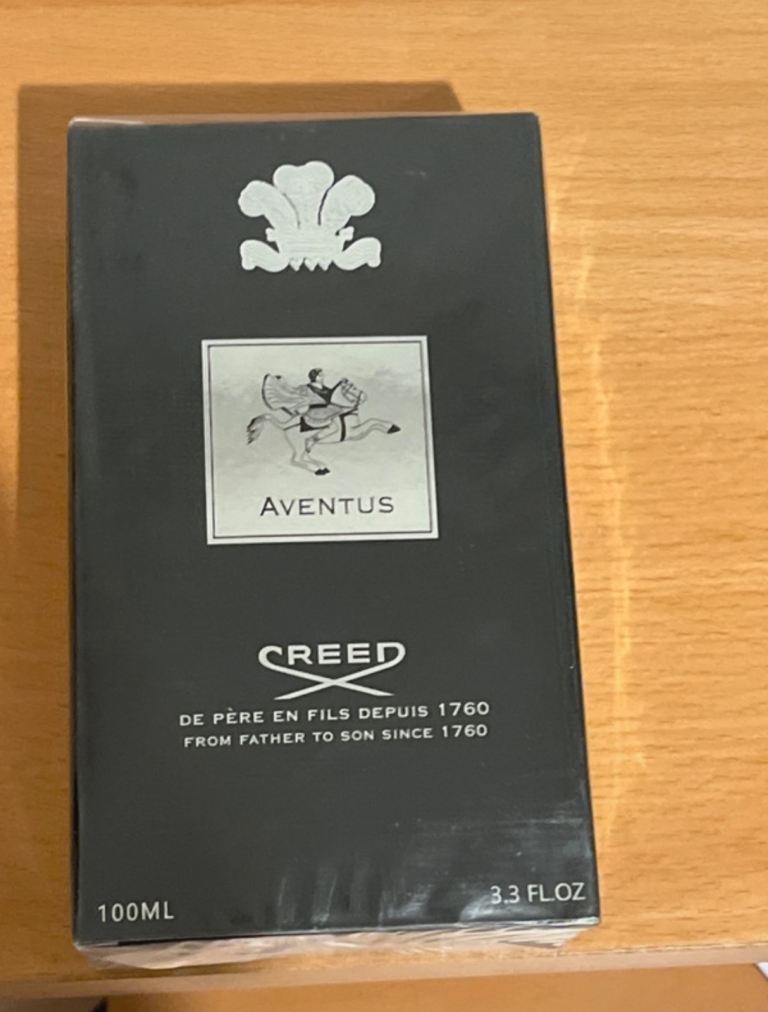 AVENTUS
CREED
DE PÈRE EN FILS DEPUIS 1760
FROM FATHER TO SON SINCE 1760
100ML
3.3 FL.OZ